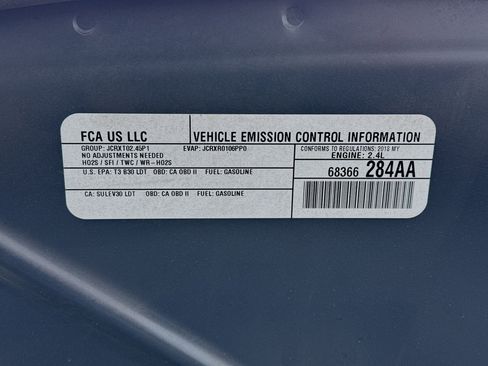 FCA US LLC
VEHICLE EMISSION CONTROL INFORMATION
GROUP: JCRXT02.45P1 EVAP: JCRXR0106PP0
NO ADJUSTMENTS NEEDED
HO2S / SFI / TWC / WR-HO2S
CONFORMS TO REGULATIONS: 2018 MY
ENGINE: 2.4L
U.S. EPA: T3 B30 LDT OBD: CA OBD II FUEL: GASOLINE
68366 284AA
CA: SULEV30 LDT OBD: CA OBD II FUEL: GASOLINE